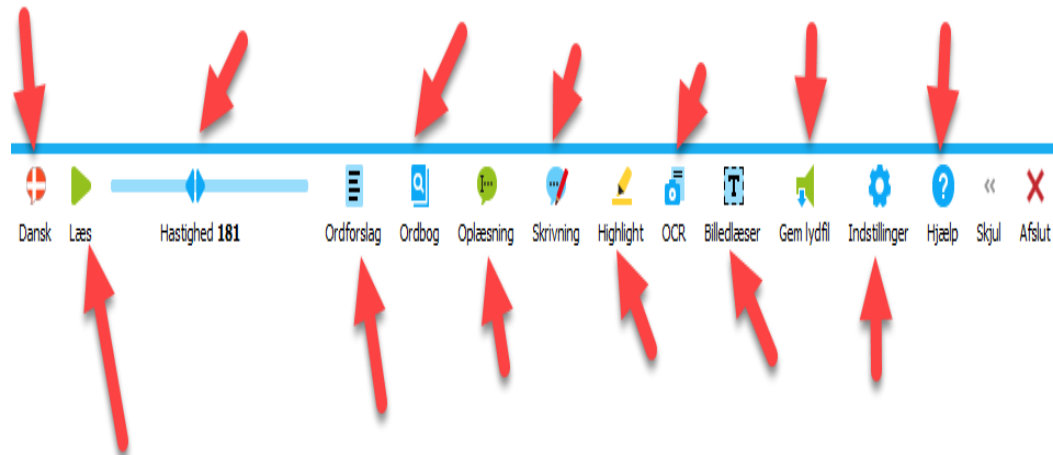 Dansk Læs Hastighed 181 Ordforslag Ordbog Oplæsning Skrivning Highlight OCR Billedlæser Gem lydfil Indstillinger Hjælp Skjul Afslut